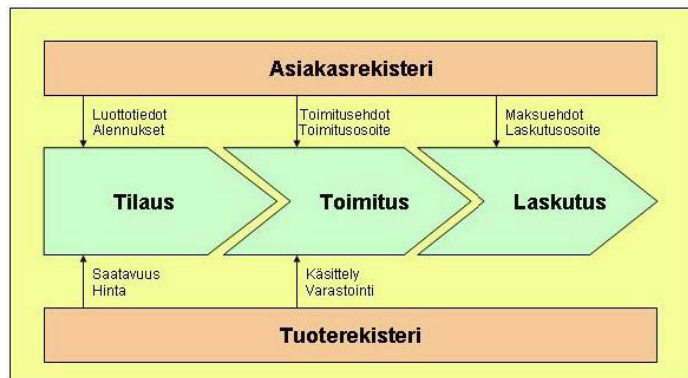 Asiakasrekisteri
Luottotiedot
Alennukset
Toimitusehdot
Toimitusosoite
Maksuehdot
Laskutusosoite
Tilaus
Toimitus
Laskutus
Saatavuus
Hinta
Käsittely
Varastointi
Tuoterekisteri